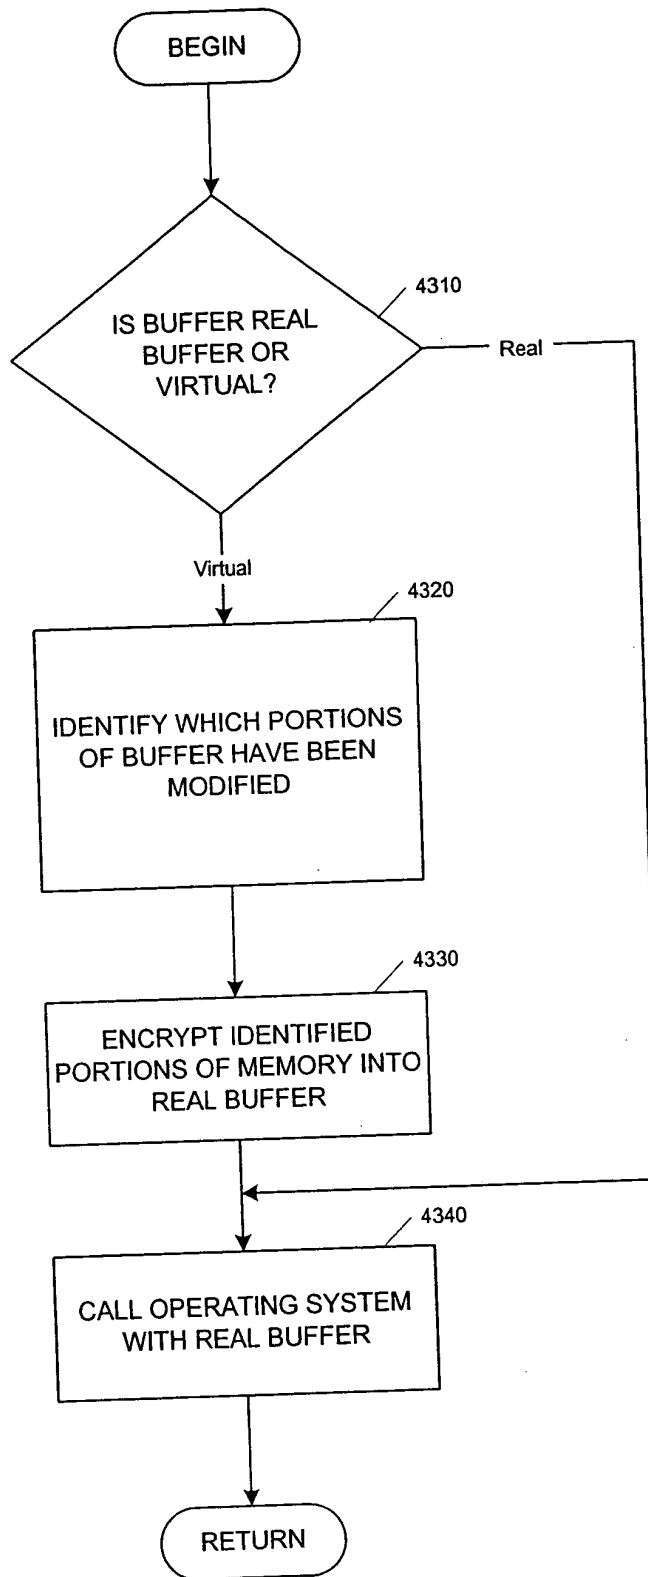 BEGIN
4310
IS BUFFER REAL
BUFFER OR
VIRTUAL?
Real
Virtual
4320
IDENTIFY WHICH PORTIONS
OF BUFFER HAVE BEEN
MODIFIED
4330
ENCRYPT IDENTIFIED
PORTIONS OF MEMORY INTO
REAL BUFFER
4340
CALL OPERATING SYSTEM
WITH REAL BUFFER
RETURN